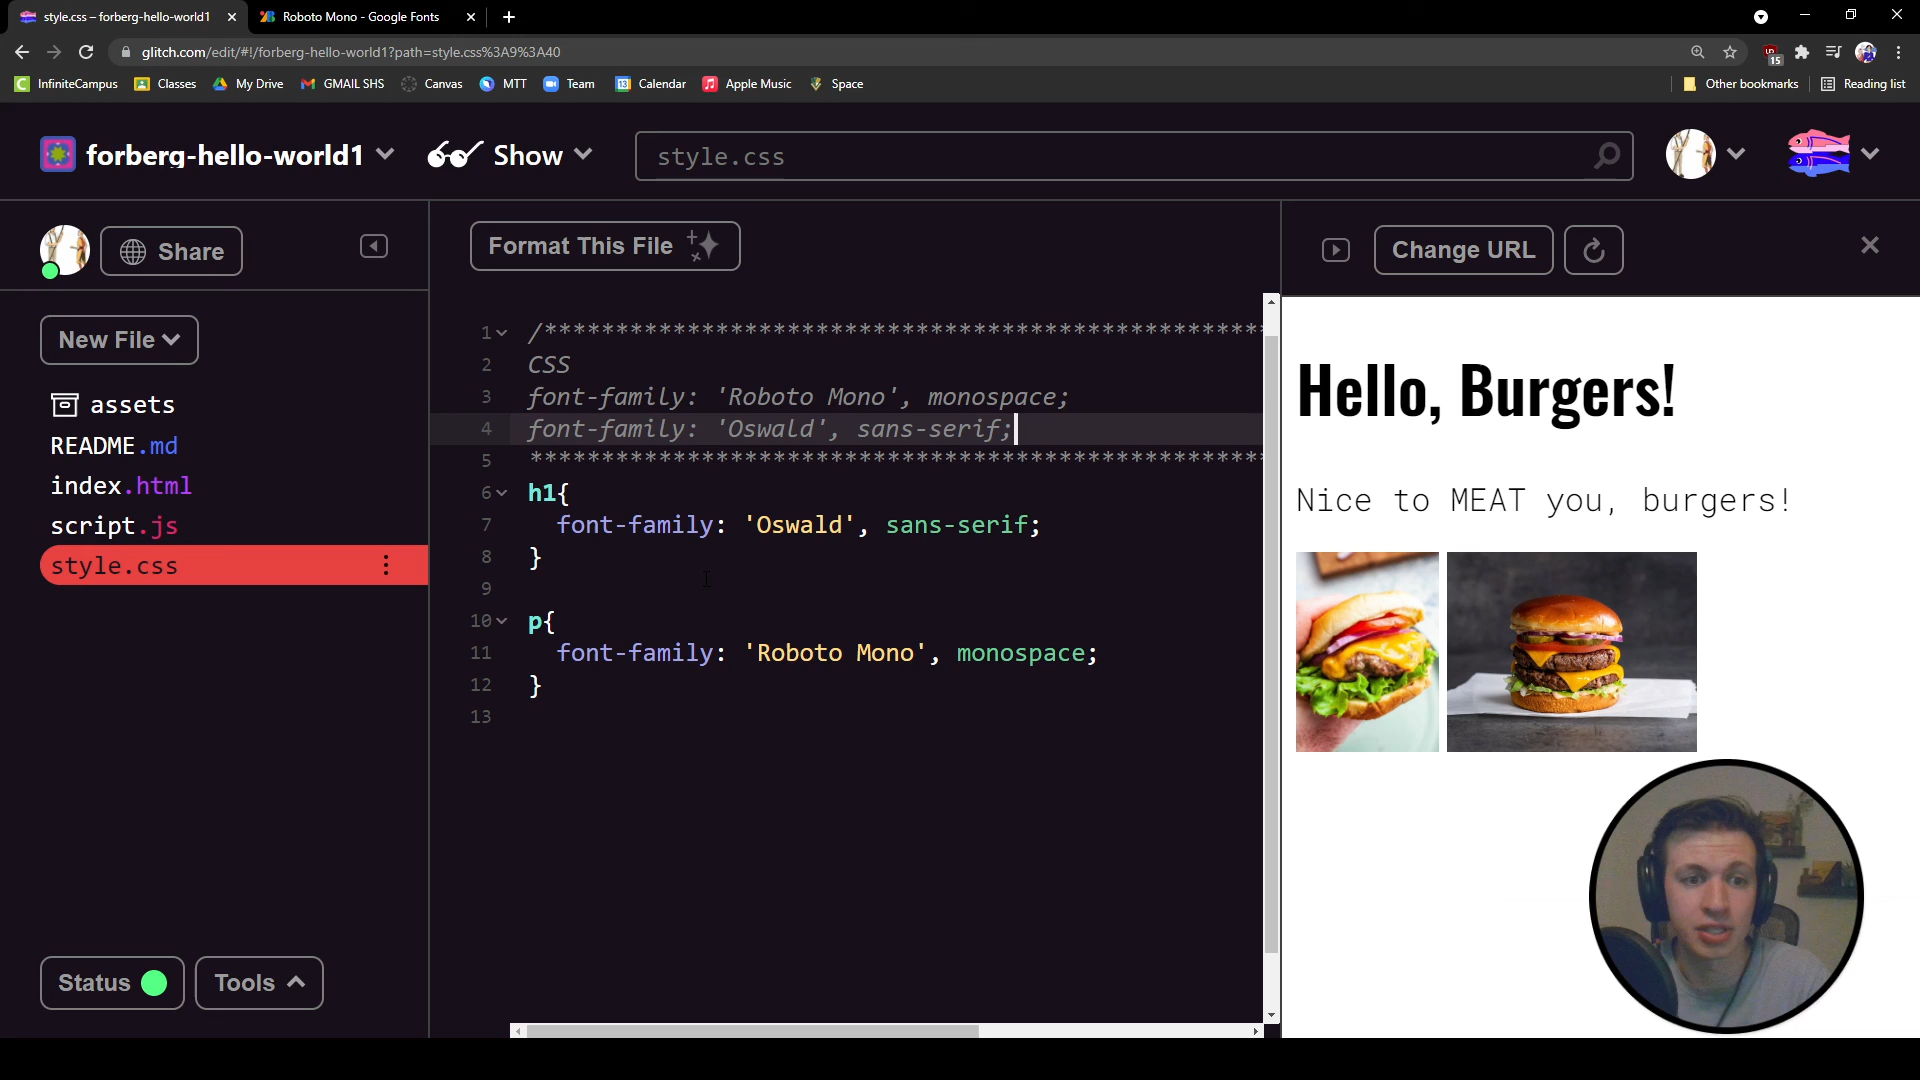 style.css – forberg-hello-world1
Roboto Mono - Google Fonts
glitch.com/edit/#!/forberg-hello-world1?path=style.css%3A9%3A40
15
InfiniteCampus
Classes
My Drive
GMAIL SHS
Canvas
MTT
Team
Calendar
Apple Music
Space
Other bookmarks
Reading list
forberg-hello-world1
Show
style.css
Share
Format This File
Change URL
New File
assets
README.md
index.html
script.js
style.css
Status
Tools
1 /***************************************************
2 CSS
3 font-family: 'Roboto Mono', monospace;
4 font-family: 'Oswald', sans-serif;
5 ****************************************************
6 h1{
7 font-family: 'Oswald', sans-serif;
8 }
9
10 p{
11 font-family: 'Roboto Mono', monospace;
12 }
13
Hello, Burgers!
Nice to MEAT you, burgers!